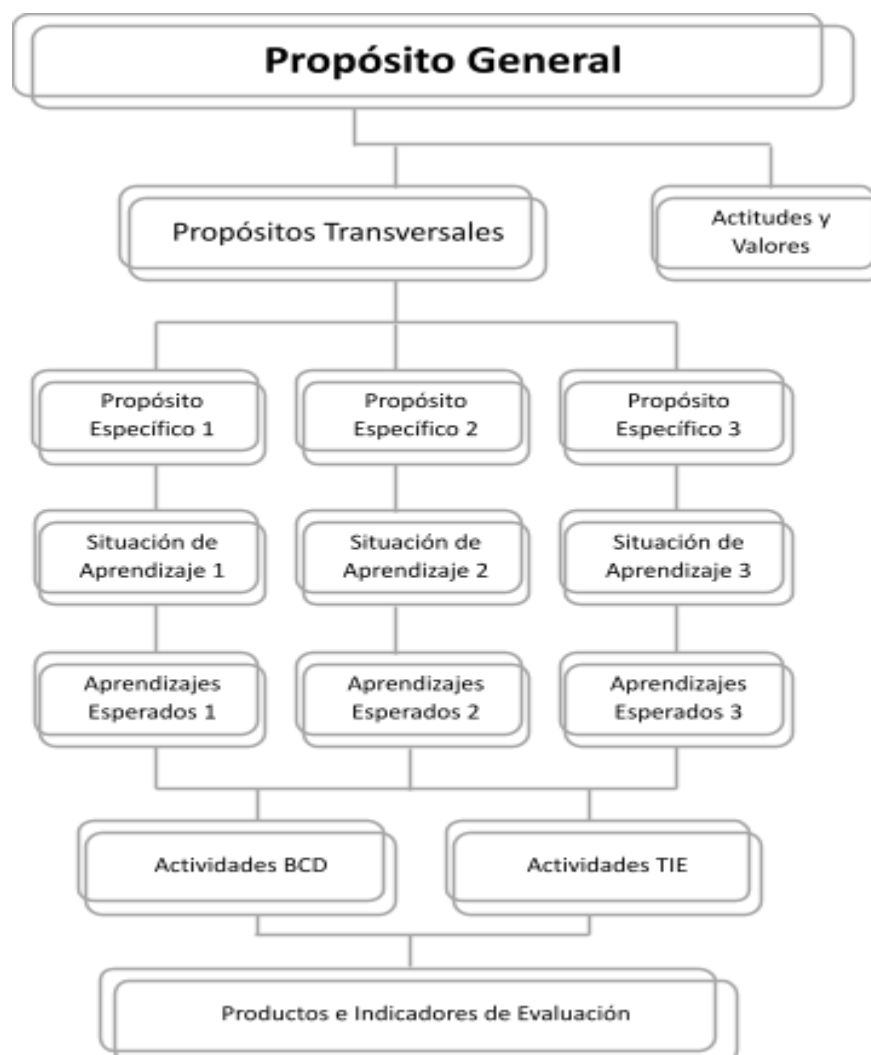 Propósito General
Propósitos Transversales
Actitudes y
Valores
Propósito
Específico 1
Propósito
Específico 2
Propósito
Específico 3
Situación de
Aprendizaje 1
Situación de
Aprendizaje 2
Situación de
Aprendizaje 3
Aprendizajes
Esperados 1
Aprendizajes
Esperados 2
Aprendizajes
Esperados 3
Actividades BCD
Actividades TIE
Productos e Indicadores de Evaluación